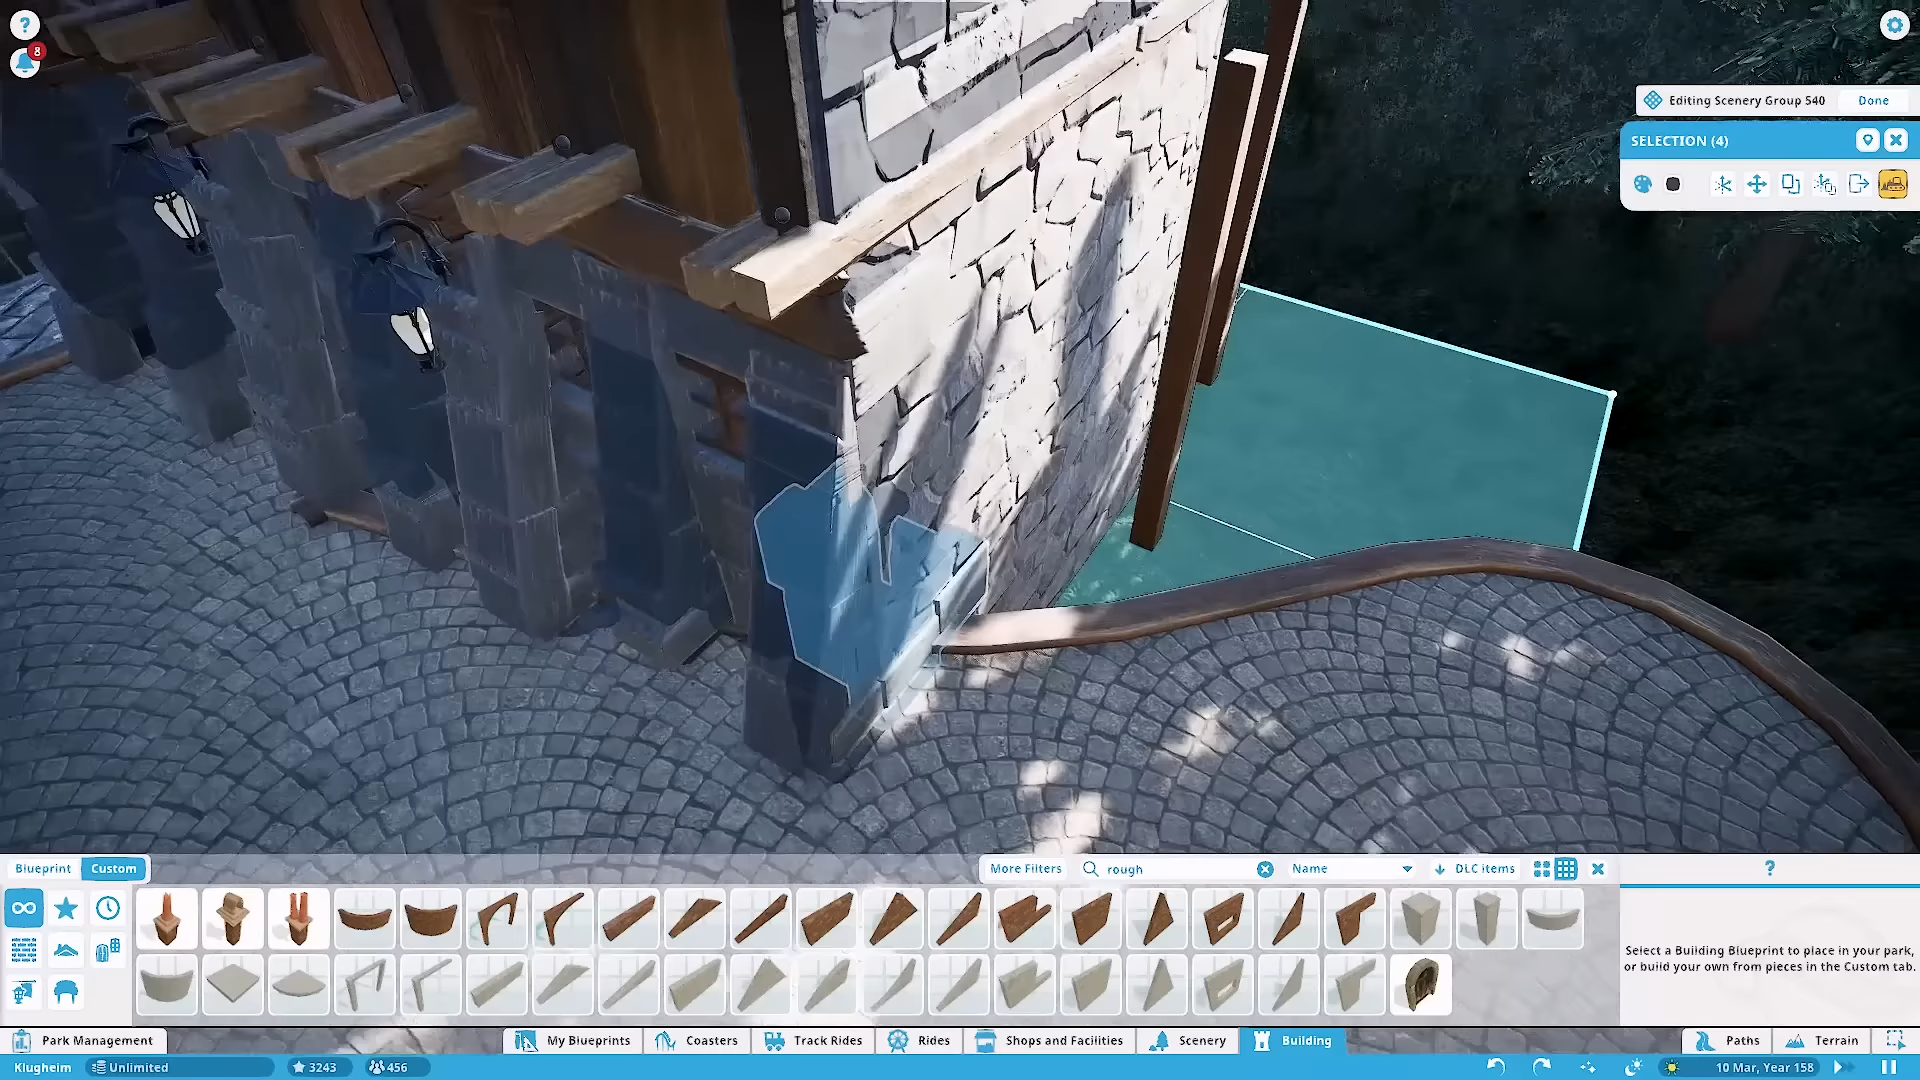 ?
8
Editing Scenery Group 540
Done
SELECTION (4)
Blueprint
Custom
More Filters
rough
Name
DLC items
?
Select a Building Blueprint to place in your park,
or build your own from pieces in the Custom tab.
Park Management
My Blueprints
Coasters
Track Rides
Rides
Shops and Facilities
Scenery
Building
Paths
Terrain
Klugheim
Unlimited
3243
456
10 Mar, Year 158